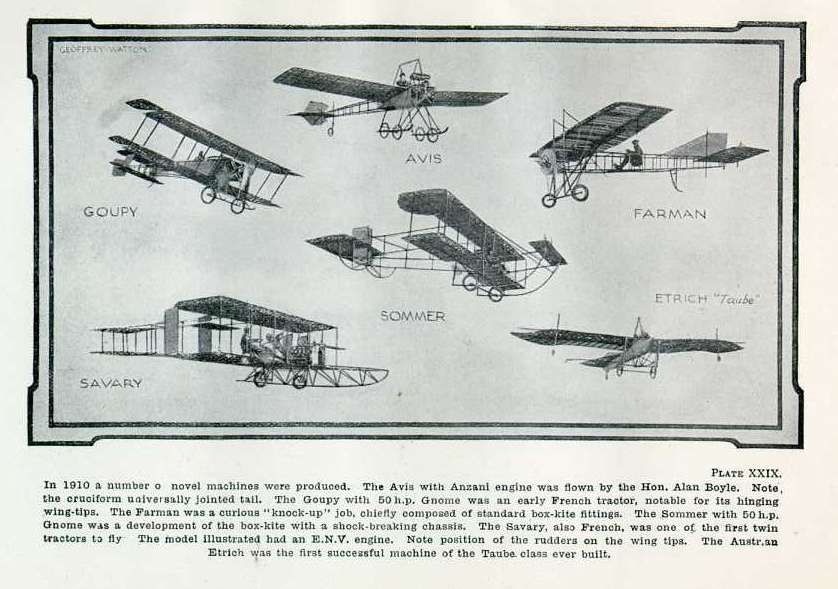 GEOFFREY WATSON
AVIS
GOUPY
FARMAN
SOMMER
ETRICH "Taube"
SAVARY
PLATE XXIX.
In 1910 a number o novel machines were produced. The Avis with Anzani engine was flown by the Hon. Alan Boyle. Note,
the cruciform universally jointed tail. The Goupy with 50 h.p. Gnome was an early French tractor, notable for its hinging
wing-tips. The Farman was a curious "knock-up" job, chiefly composed of standard box-kite fittings. The Sommer with 50 h.p.
Gnome was a development of the box-kite with a shock-breaking chassis. The Savary, also French, was one of the first twin
tractors to fly The model illustrated had an E.N.V. engine. Note position of the rudders on the wing tips. The Austr.an
Etrich was the first successful machine of the Taube class ever built.